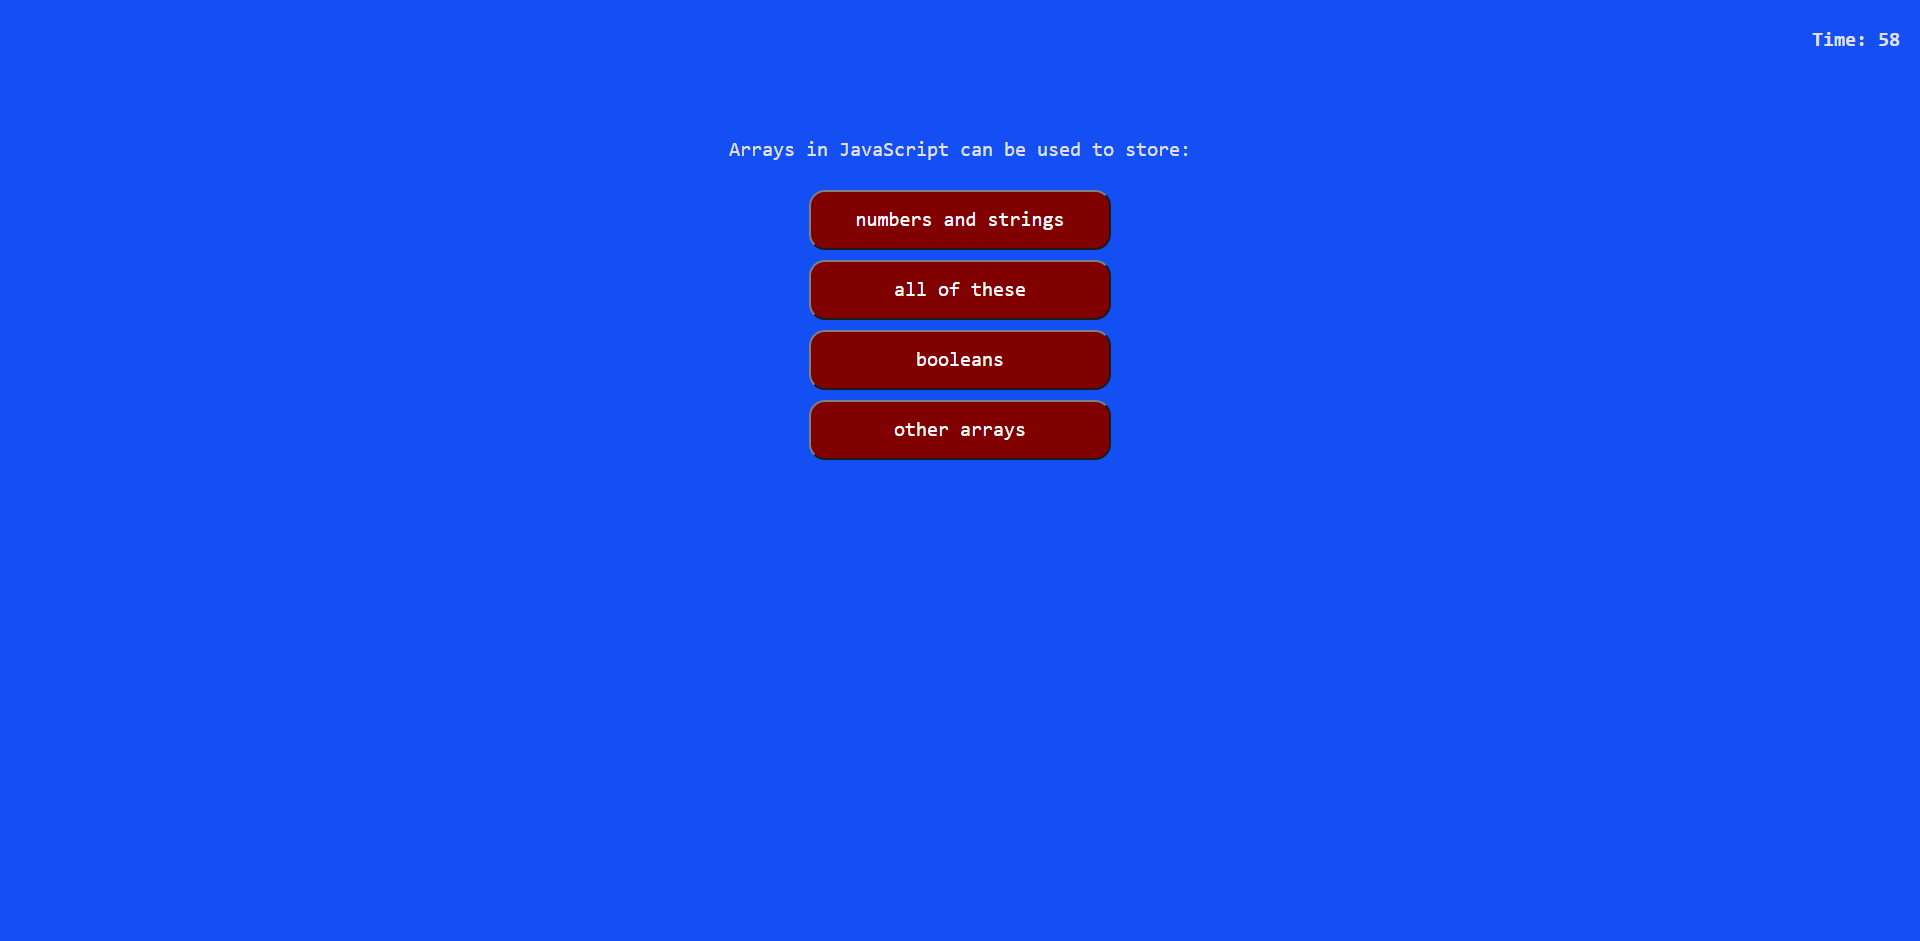 Time: 58
Arrays in JavaScript can be used to store:
numbers and strings
all of these
booleans
other arrays